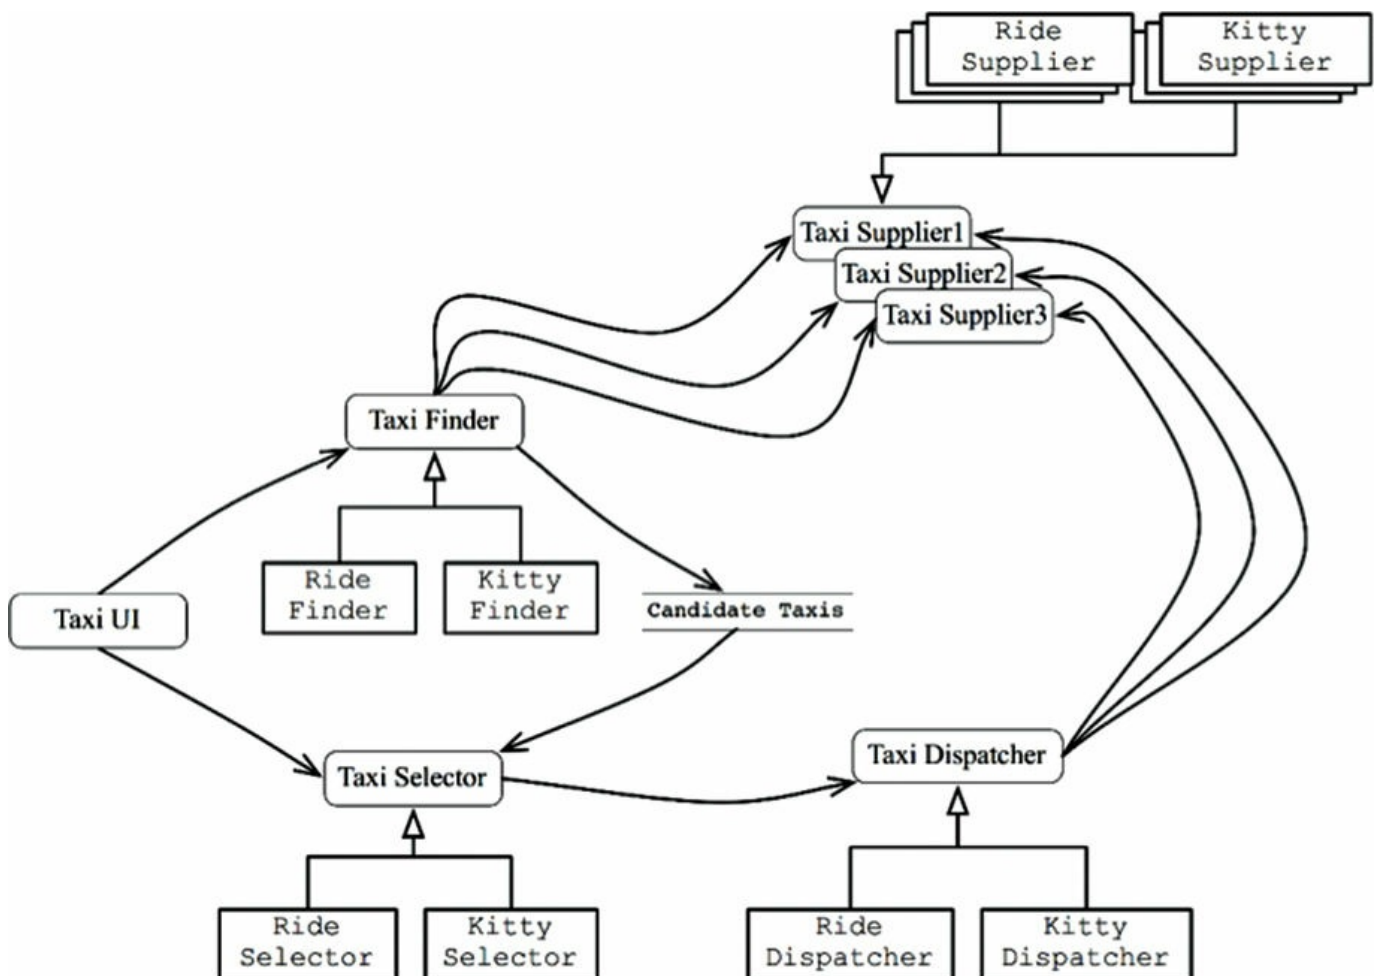 Ride
Supplier
Kitty
Supplier
Taxi Supplier1
Taxi Supplier2
Taxi Supplier3
Taxi Finder
Ride
Finder
Kitty
Finder
Taxi UI
Candidate Taxis
Taxi Selector
Taxi Dispatcher
Ride
Selector
Kitty
Selector
Ride
Dispatcher
Kitty
Dispatcher